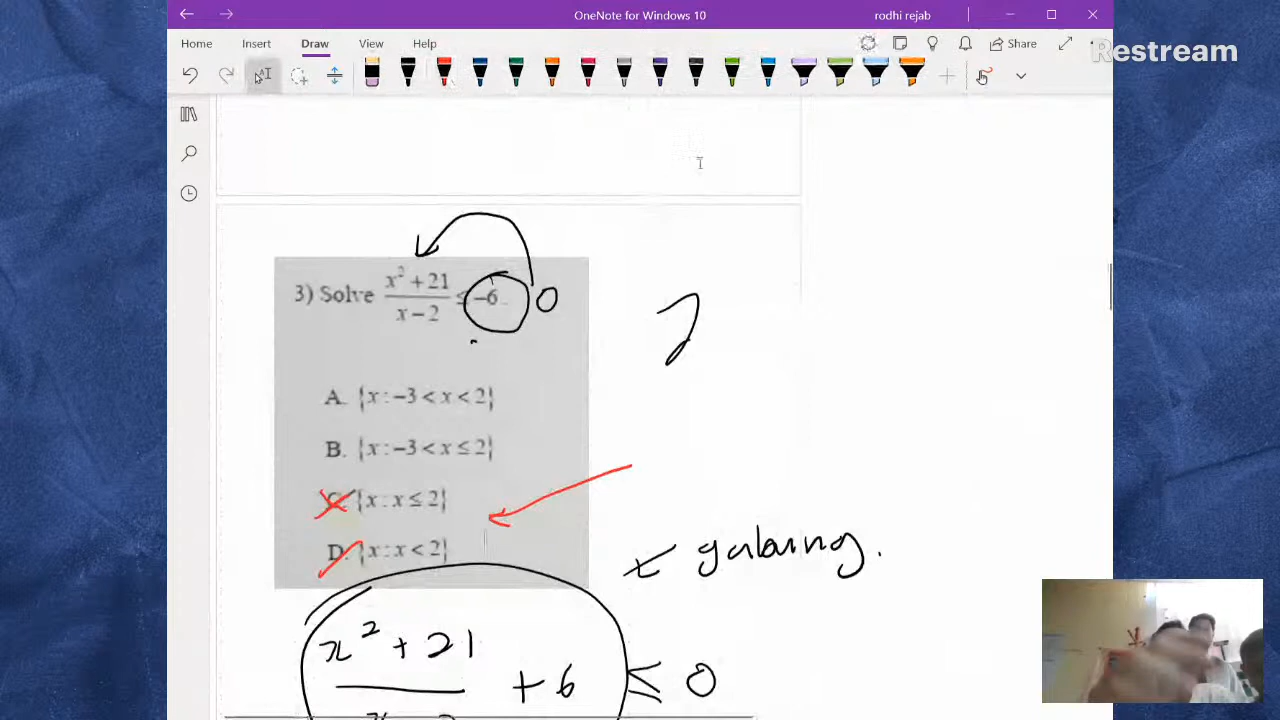 OneNote for Windows 10
rodhi rejab
Home Insert Draw View Help
Share
Restream
3) Solve x² + 21 / x − 2 ≤ −6 0
A. {x : −3 < x < 2}
B. {x : −3 < x ≤ 2}
C. {x : x ≤ 2}
D. {x : x < 2}
x² + 21
+ 6 ≤ 0